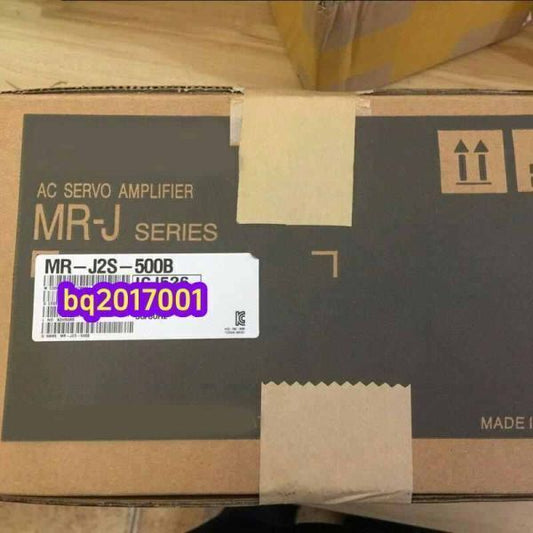 AC SERVO AMPLIFIER
MR-J SERIES
MR-J2S-500B
bq2017001
MADE I